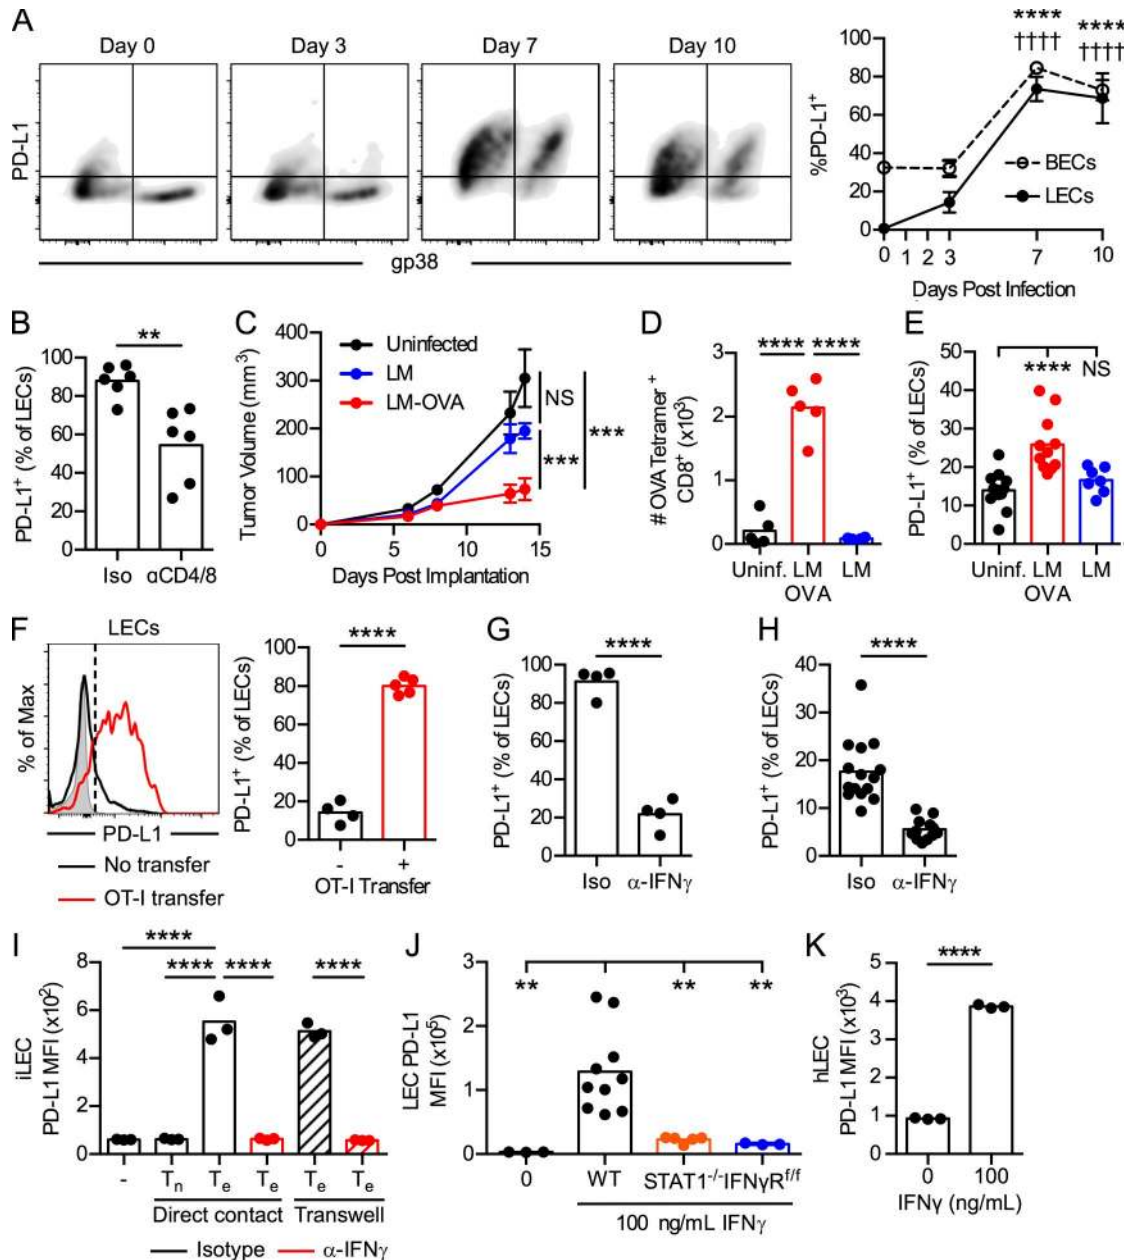 A
Day 0 Day 3 Day 7 Day 10
PD-L1
gp38
%PD-L1+
100
80
60
40
20
0
**** ****
†††† ††††
BECs
LECs
0 1 2 3 7 10
Days Post Infection
B
PD-L1+ (% of LECs)
100
80
60
40
20
0
**
Iso αCD4/8
C
Tumor Volume (mm3)
400
300
200
100
0
Uninfected
LM
LM-OVA
NS
***
***
0 5 10 15
Days Post Implantation
D
# OVA Tetramer +
CD8+ (x103)
3
2
1
0
**** ****
Uninf. LM LM
OVA
E
PD-L1+ (% of LECs)
50
40
30
20
10
0
**** NS
Uninf. LM LM
OVA
F
LECs
% of Max
PD-L1
No transfer
OT-I transfer
PD-L1+ (% of LECs)
100
80
60
40
20
0
****
- +
OT-I Transfer
G
PD-L1+ (% of LECs)
100
80
60
40
20
0
****
Iso α-IFNγ
H
PD-L1+ (% of LECs)
40
30
20
10
0
****
Iso α-IFNγ
I
iLEC
PD-L1 MFI (x102)
8
6
4
2
0
****
**** **** ****
- Tn Te Te Te Te
Direct contact Transwell
Isotype α-IFNγ
J
LEC PD-L1
MFI (x105)
3
2
1
0
** ** **
0 WT STAT1-/- IFNγRf/f
100 ng/mL IFNγ
K
hLEC
PD-L1 MFI (x103)
5
4
3
2
1
0
****
0 100
IFNγ (ng/mL)